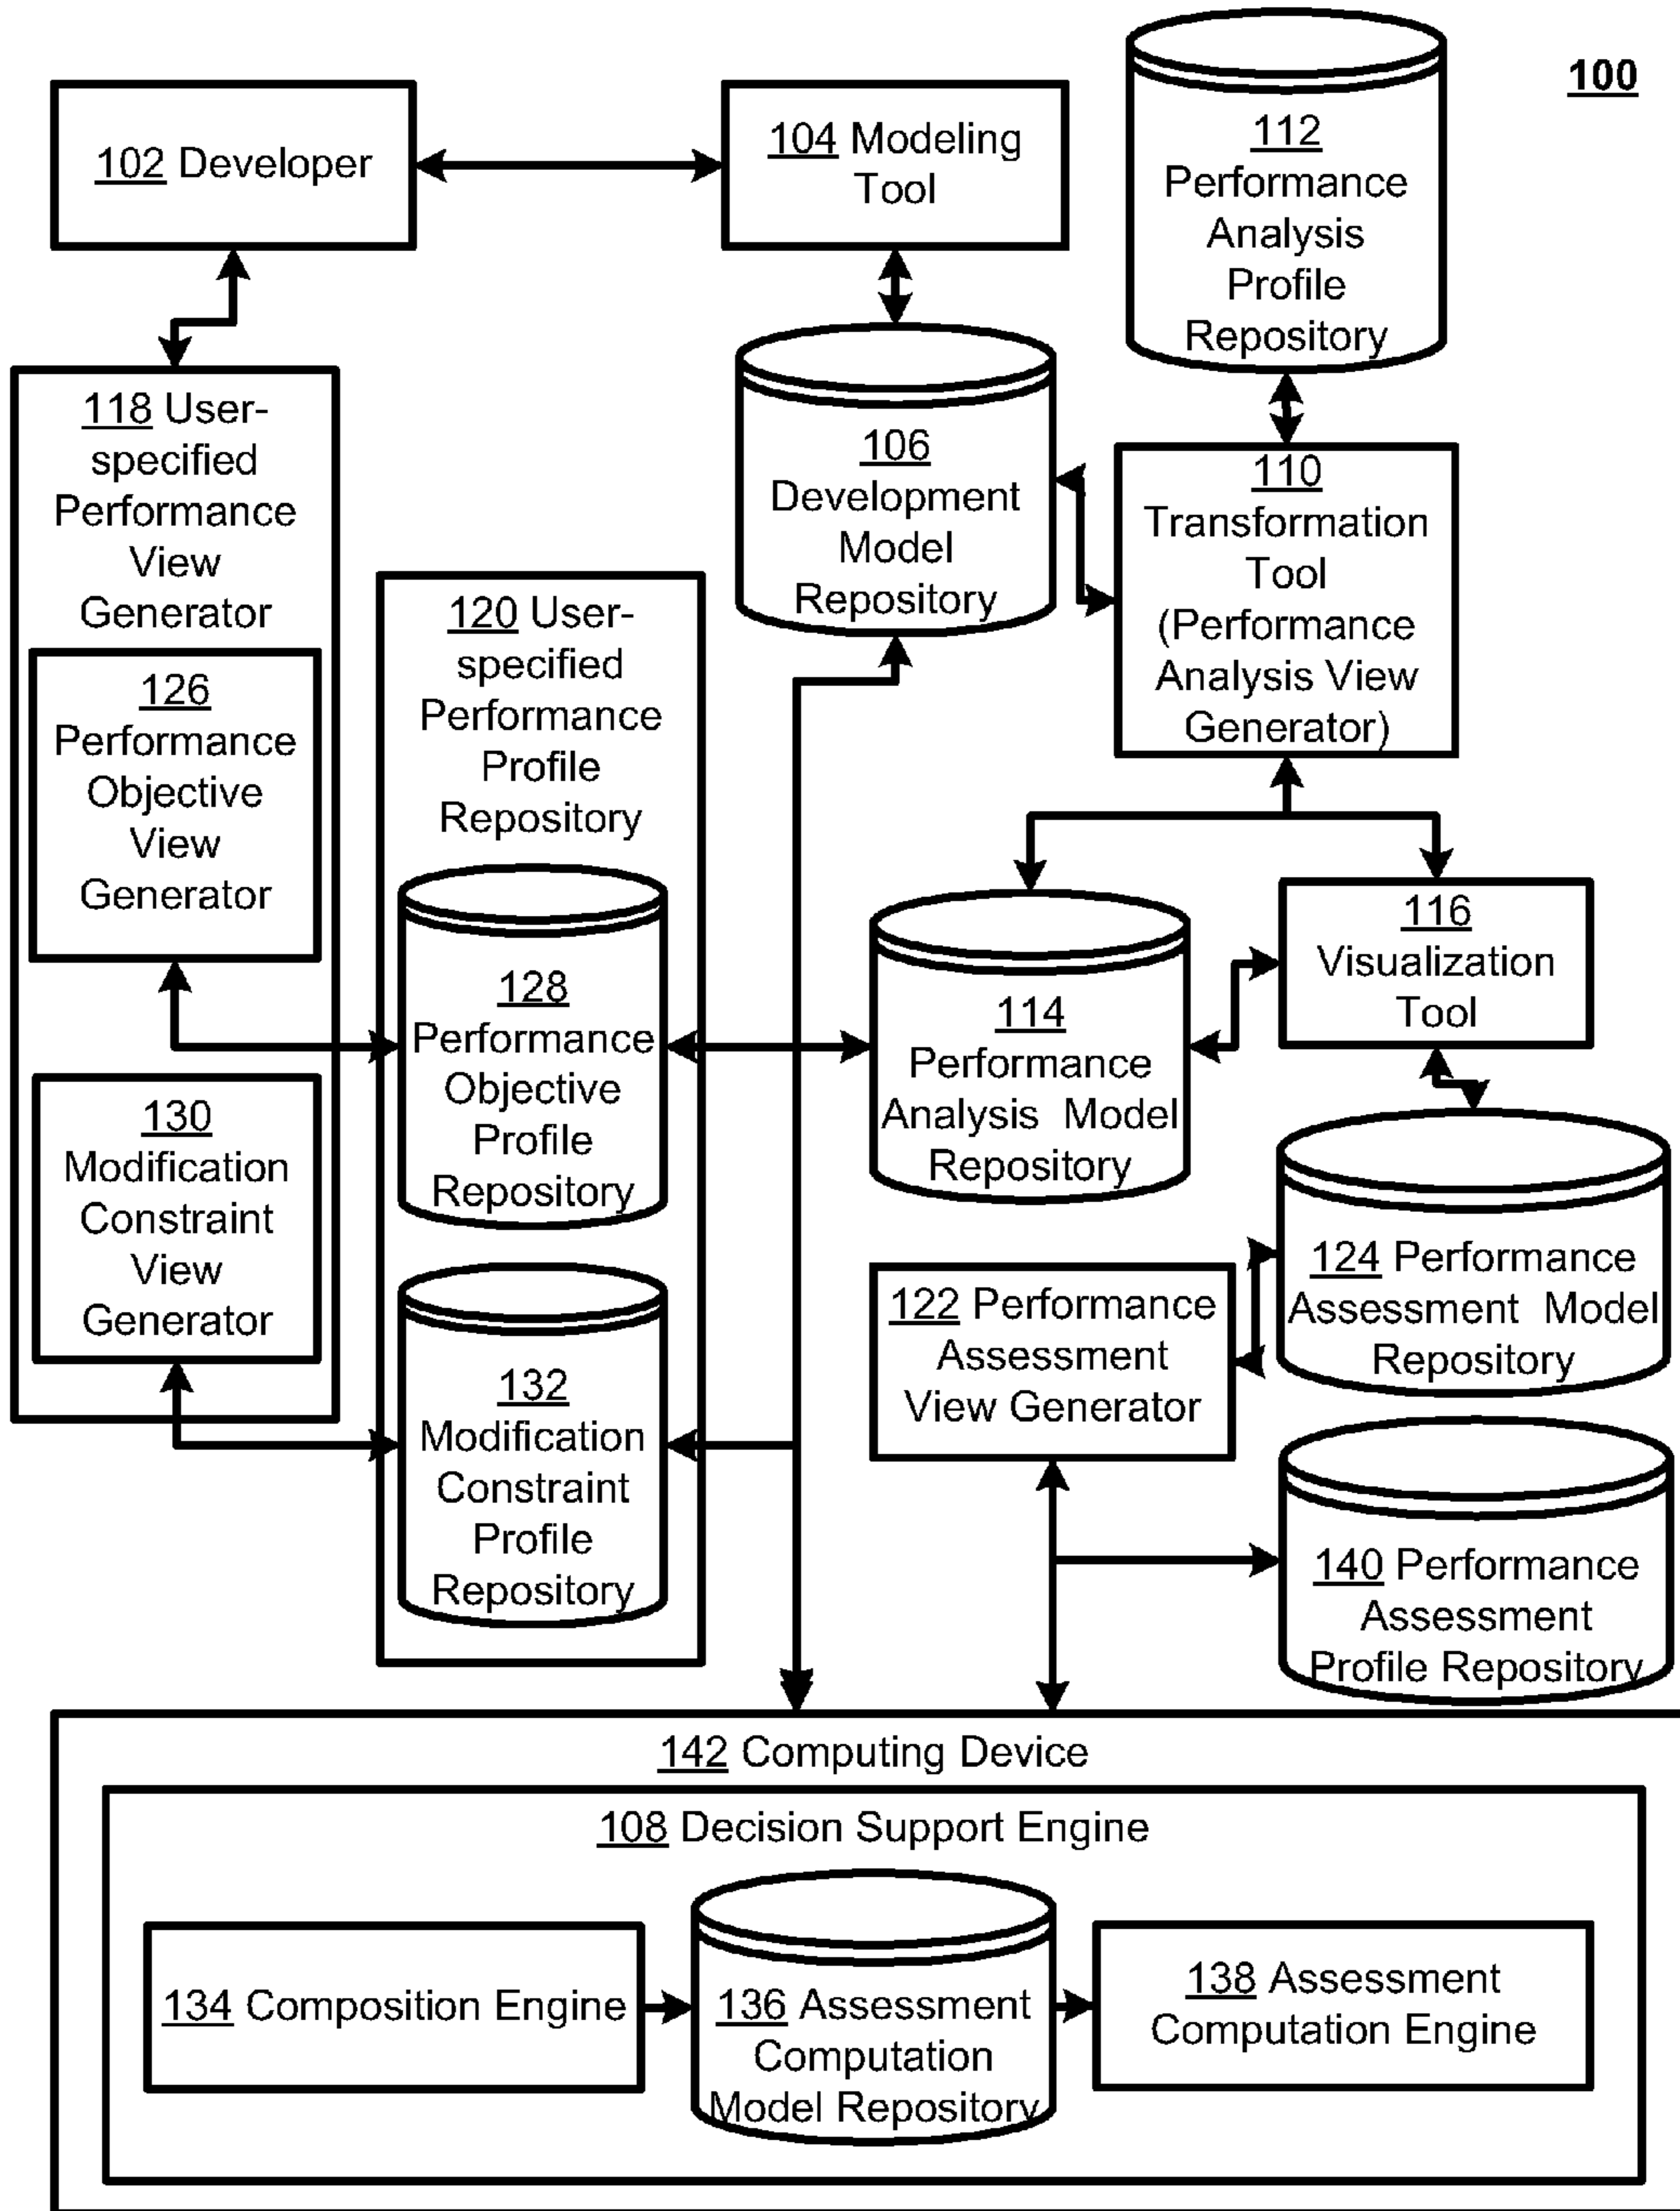 100
102 Developer
104 Modeling
Tool
112
Performance
Analysis
Profile
Repository
118 User-
specified
Performance
View
Generator
126
Performance
Objective
View
Generator
130
Modification
Constraint
View
Generator
120 User-
specified
Performance
Profile
Repository
128
Performance
Objective
Profile
Repository
132
Modification
Constraint
Profile
Repository
106
Development
Model
Repository
110
Transformation
Tool
(Performance
Analysis View
Generator)
114
Performance
Analysis Model
Repository
116
Visualization
Tool
124 Performance
Assessment Model
Repository
122 Performance
Assessment
View Generator
140 Performance
Assessment
Profile Repository
142 Computing Device
108 Decision Support Engine
134 Composition Engine
136 Assessment
Computation
Model Repository
138 Assessment
Computation Engine